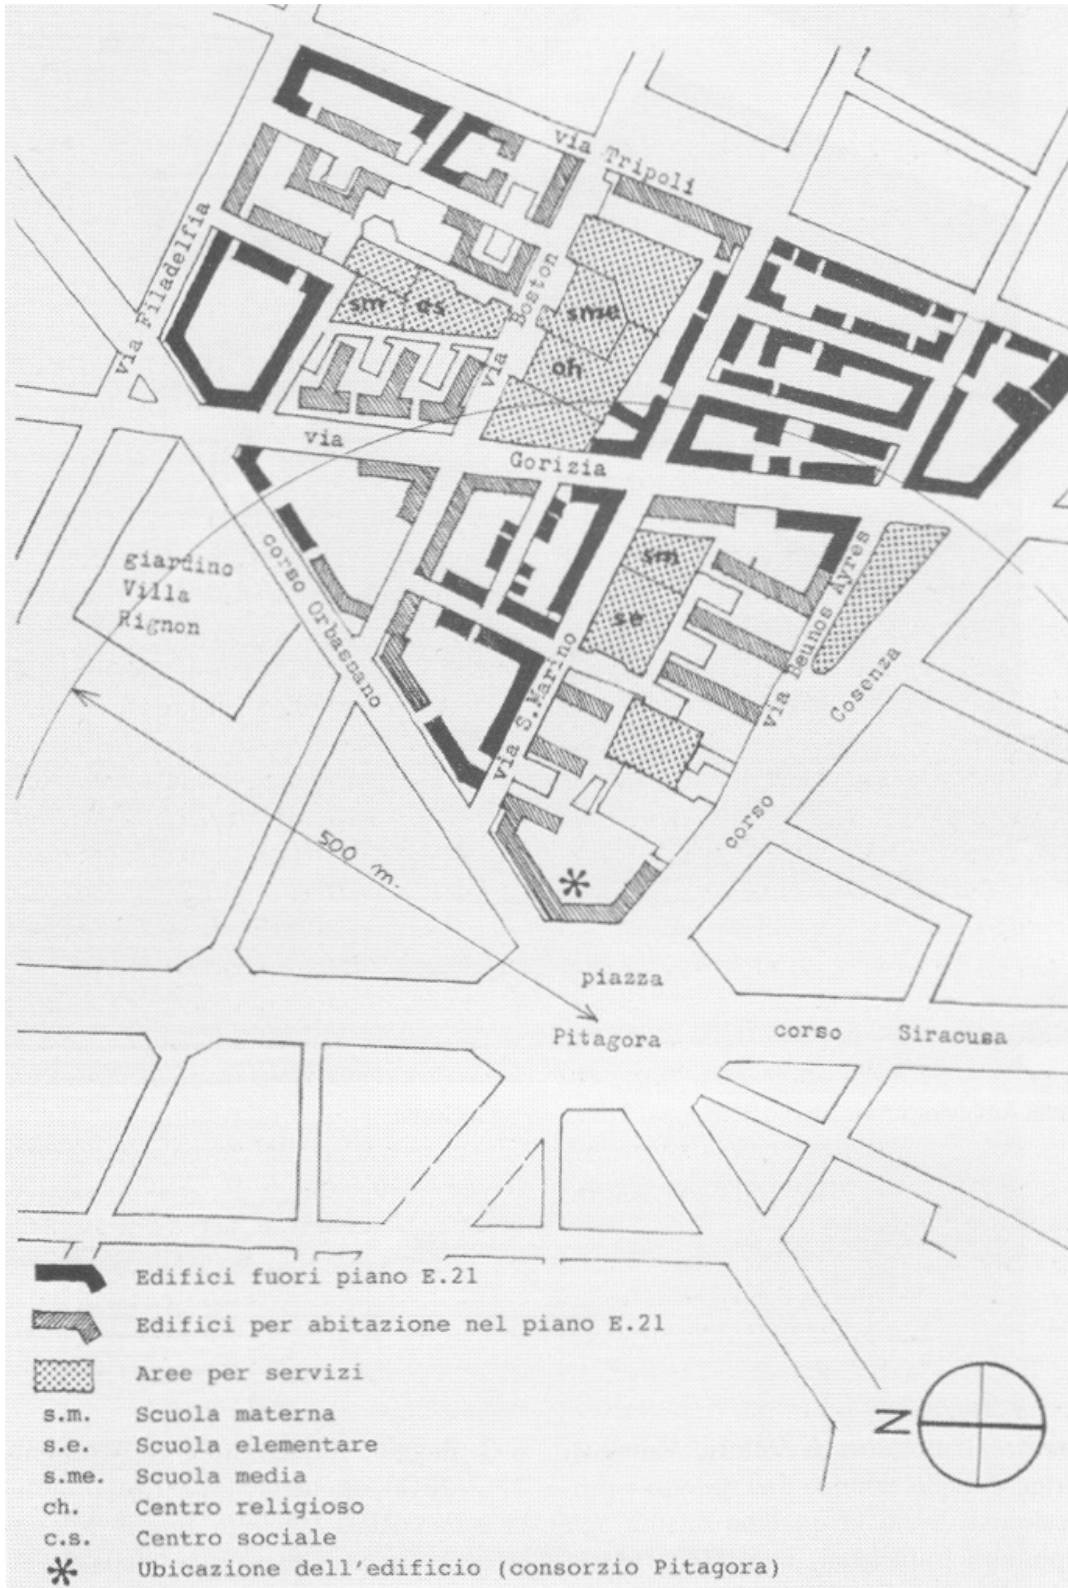 via Tripoli
via Filadelfia
via Boston
sm
as
sme
oh
via Gorizia
giardino
Villa
Rignon
corso Orbassano
sm
se
via S.Marino
via Beunos Ayres
corso Cosenza
500 m.
piazza
Pitagora
corso Siracusa
Edifici fuori piano E.21
Edifici per abitazione nel piano E.21
Aree per servizi
s.m. Scuola materna
s.e. Scuola elementare
s.me. Scuola media
ch. Centro religioso
c.s. Centro sociale
Ubicazione dell'edificio (consorzio Pitagora)
N